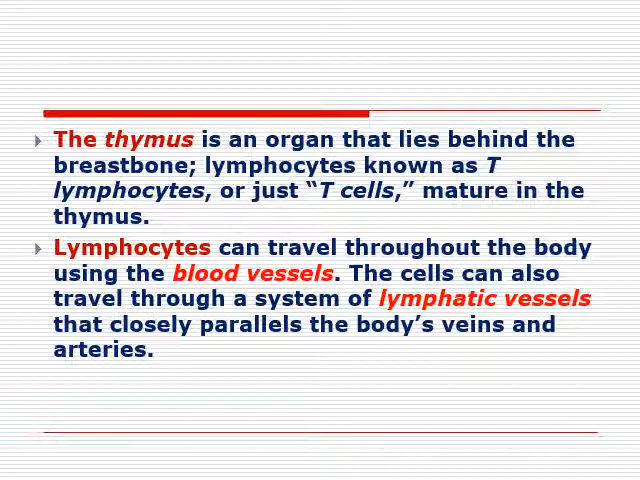 The thymus is an organ that lies behind the
breastbone; lymphocytes known as T
lymphocytes, or just “T cells,” mature in the
thymus.
Lymphocytes can travel throughout the body
using the blood vessels. The cells can also
travel through a system of lymphatic vessels
that closely parallels the body’s veins and
arteries.